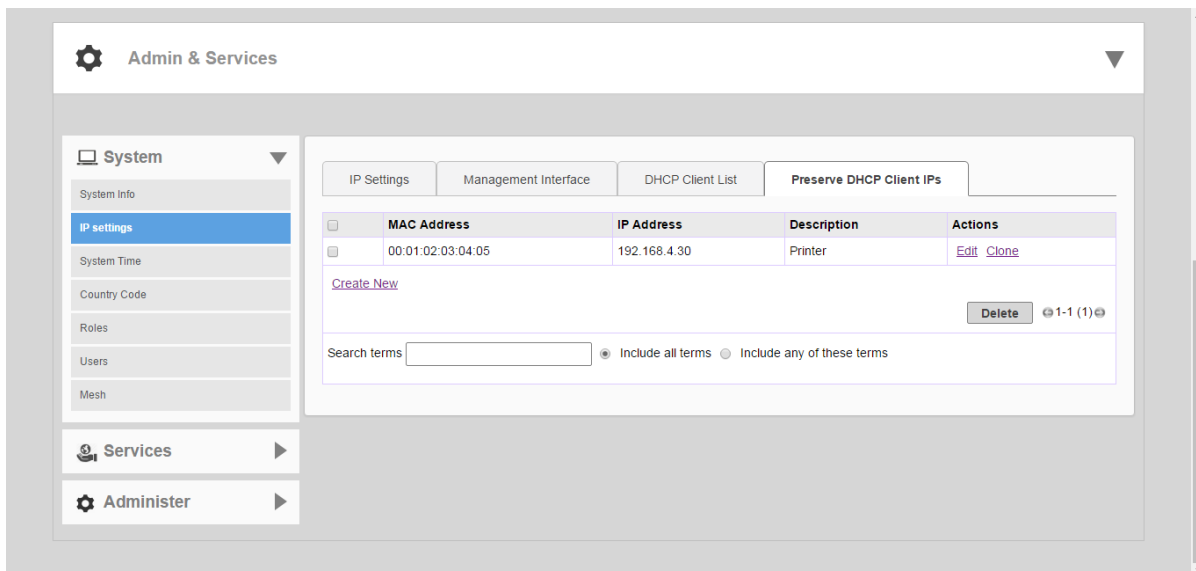 Admin & Services
System
System Info
IP settings
System Time
Country Code
Roles
Users
Mesh
Services
Administer
IP Settings Management Interface DHCP Client List Preserve DHCP Client IPs
MAC Address IP Address Description Actions
00:01:02:03:04:05 192.168.4.30 Printer Edit Clone
Create New
Delete 1-1 (1)
Search terms Include all terms Include any of these terms